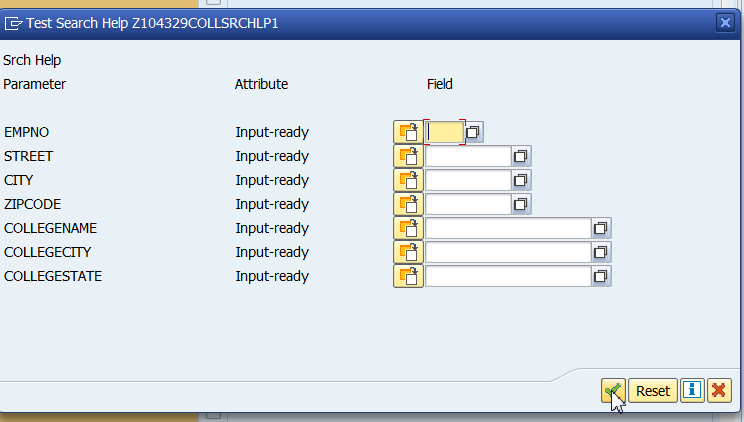 Test Search Help Z104329COLLSRCHLP1
Srch Help
Parameter Attribute Field
EMPNO Input-ready
STREET Input-ready
CITY Input-ready
ZIPCODE Input-ready
COLLEGENAME Input-ready
COLLEGECITY Input-ready
COLLEGESTATE Input-ready
Reset